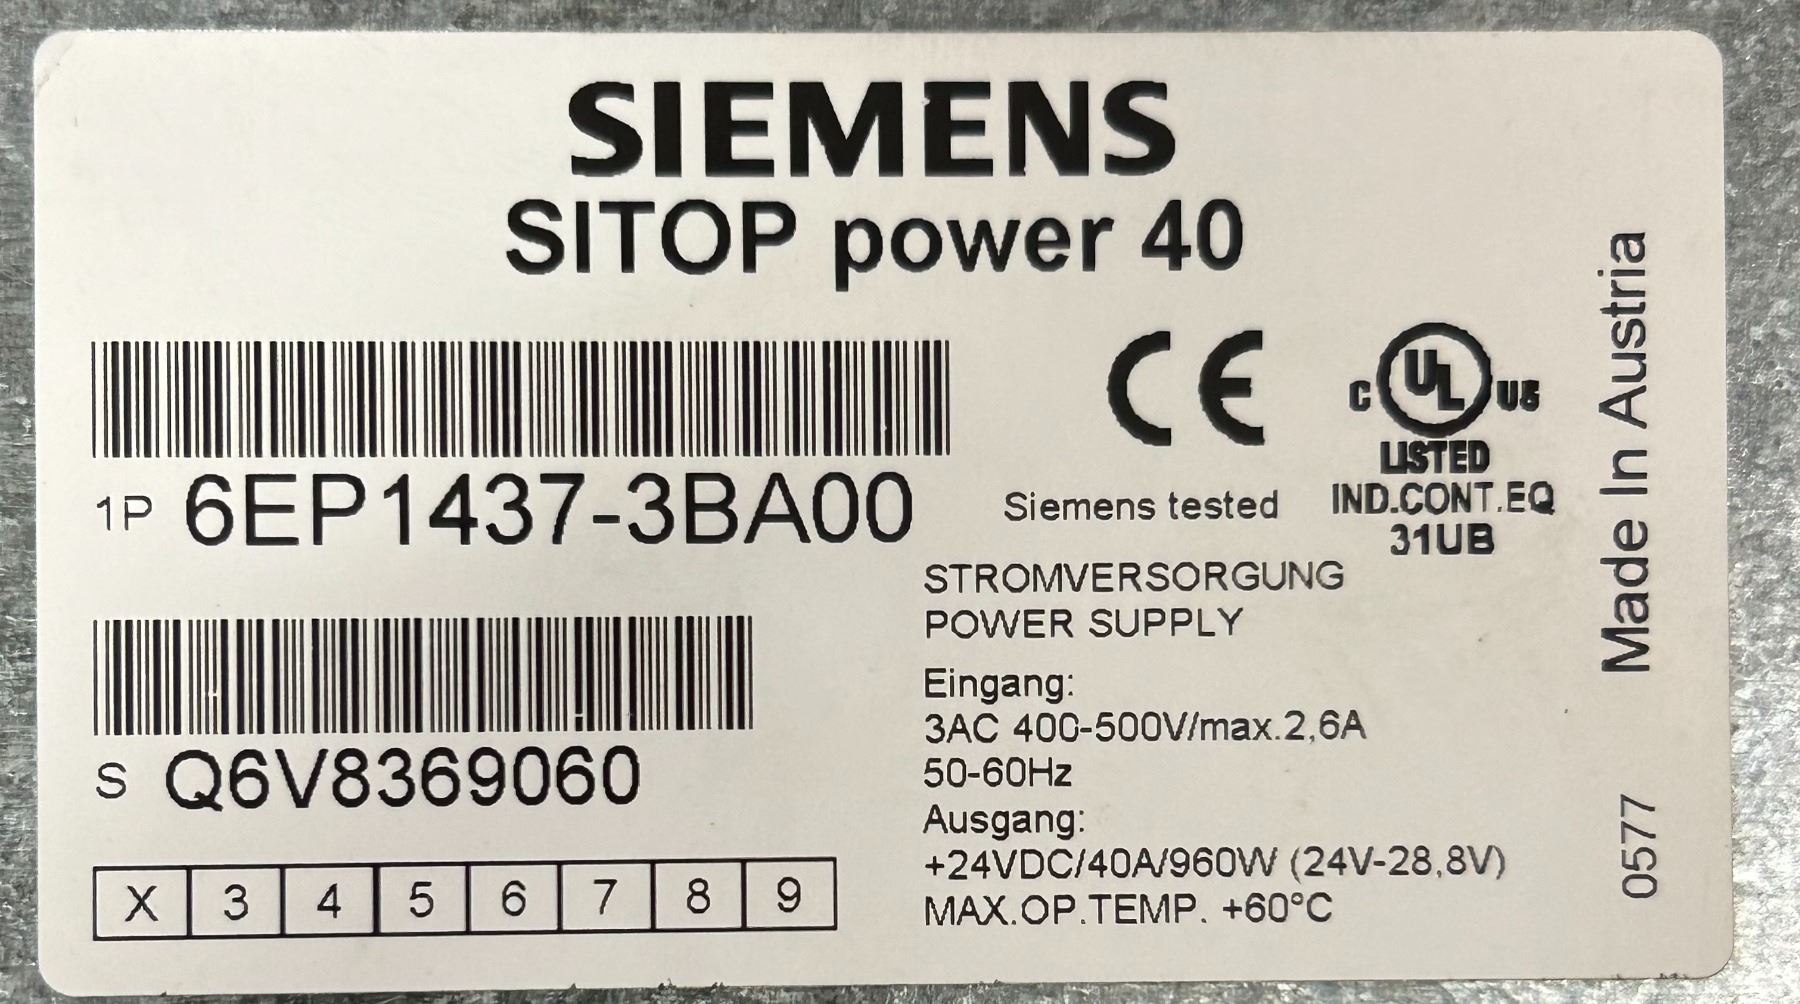 SIEMENS
SITOP power 40
1P 6EP1437-3BA00
S Q6V8369060
X 3 4 5 6 7 8 9
CE
C UL US
LISTED
IND.CONT.EQ
31UB
Siemens tested
STROMVERSORGUNG
POWER SUPPLY
Eingang:
3AC 400-500V/max.2,6A
50-60Hz
Ausgang:
+24VDC/40A/960W (24V-28,8V)
MAX.OP.TEMP. +60°C
Made In Austria
0577